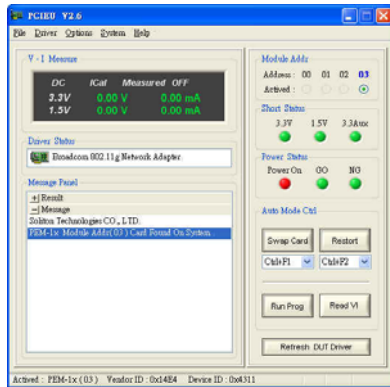 PCIEU V2.6
File Driver Options System Help
V - I Measure
DC ICal Measured OFF
3.3V 0.00 V 0.00 mA
1.5V 0.00 V 0.00 mA
Driver Status
Broadcom 802.11g Network Adapter
Message Panel
+ Result
- Message
Soliton Technologies CO., LTD.
PEM-1x Module Addr(03) Card Found On System...
Module Addr
Address : 00 01 02 03
Actived :
Short Status
3.3V 1.5V 3.3Aux
Power Status
Power On GO NG
Auto Mode Ctrl
Swap Card Restort
Ctrl+F1 Ctrl+F2
Run Prog Read VI
Refresh DUT Driver
Actived : PEM-1x (03) Vendor ID : 0x14E4 Device ID : 0x4311